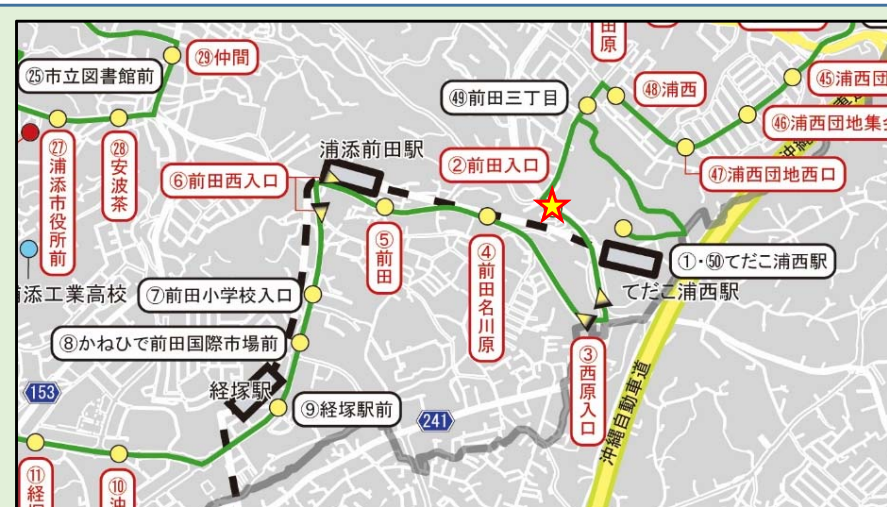 田原
㉙仲間
㉕市立図書館前
㊾前田三丁目
㊽浦西
㊺浦西団
㊻浦西団地集会
㊼浦西団地西口
浦添前田駅
②前田入口
⑥前田西入口
㉗浦添市役所前
㉘安波茶
⑤前田
④前田名川原
①・㊿てだこ浦西駅
てだこ浦西駅
添工業高校
⑦前田小学校入口
⑧かねひで前田国際市場前
③西原入口
経塚駅
153
⑨経塚駅前
241
沖縄自動車道
⑪経塚
⑩沖